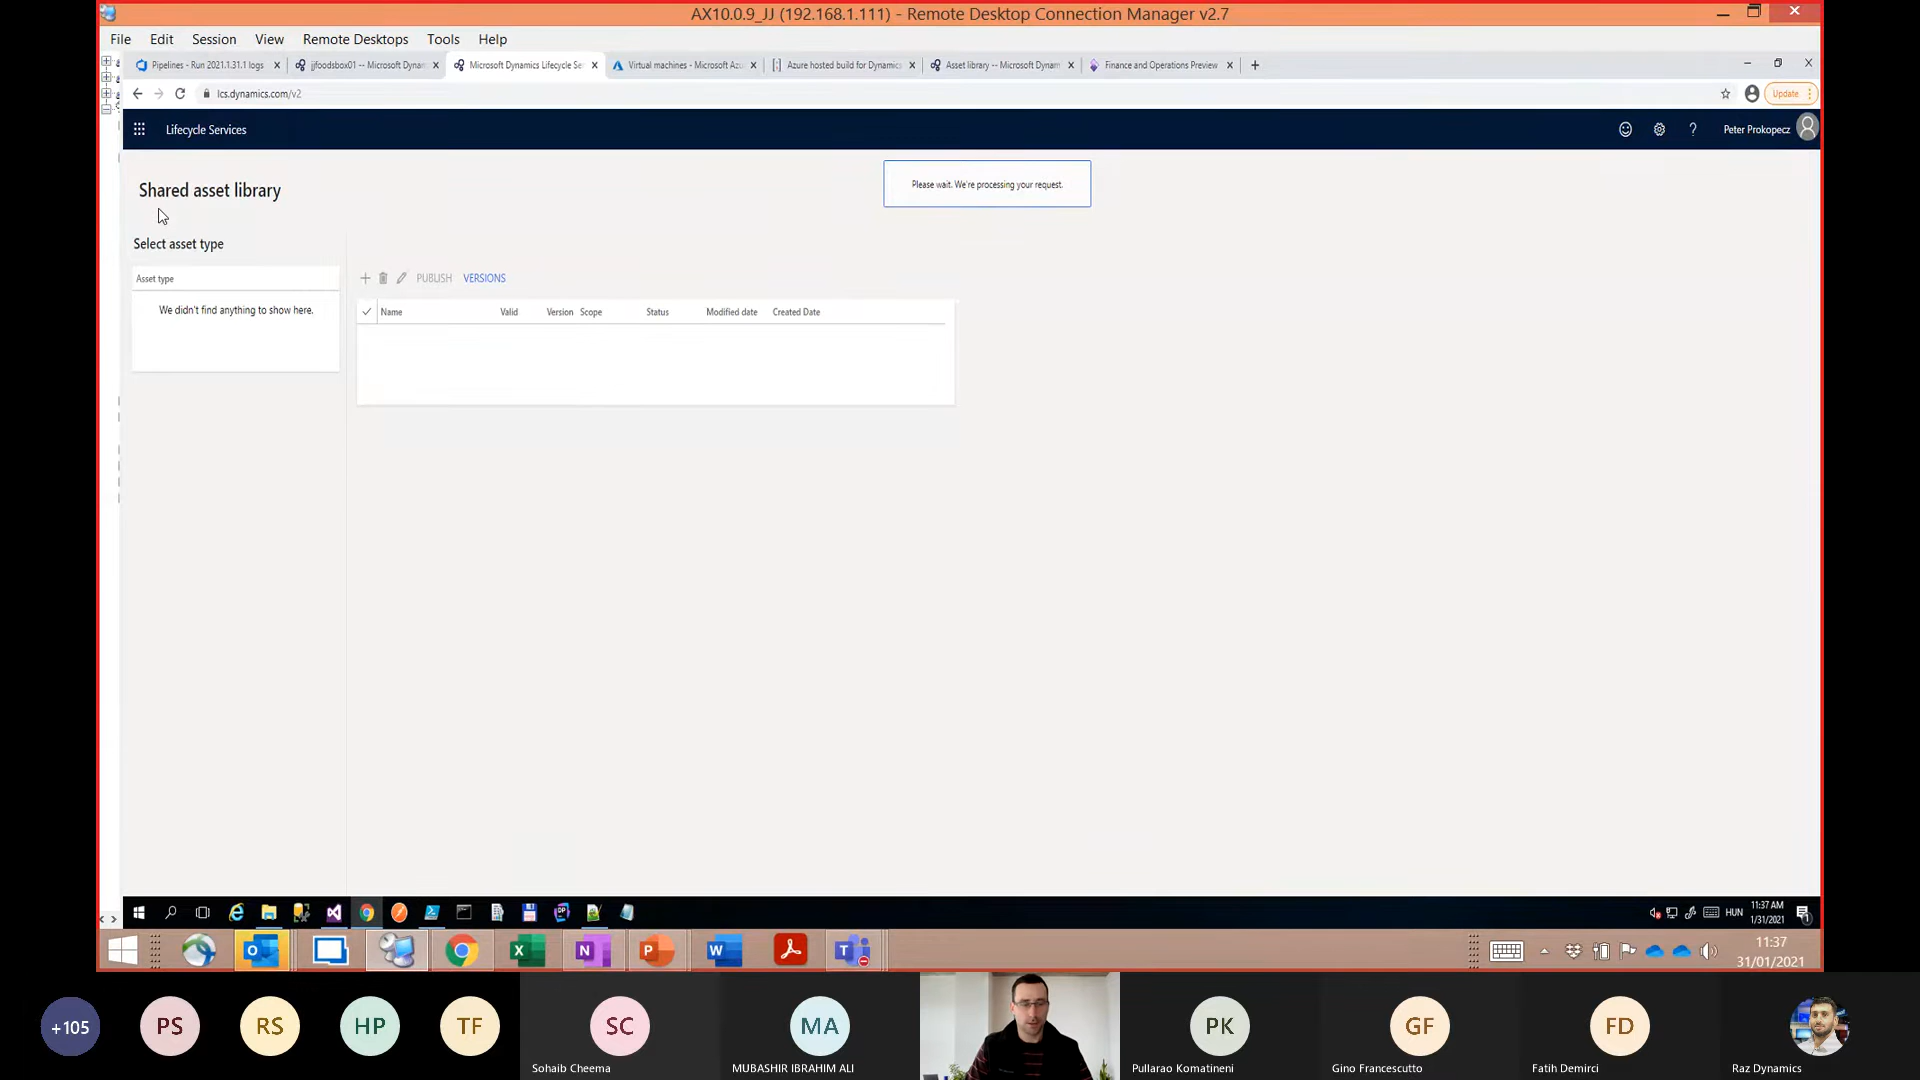 AX10.0.9_JJ (192.168.1.111) - Remote Desktop Connection Manager v2.7
File Edit Session View Remote Desktops Tools Help
Pipelines - Run 2021.1.31.1 logs
jjfoodsbox01 -- Microsoft Dynam
Microsoft Dynamics Lifecycle Ser
Virtual machines - Microsoft Azu
Azure hosted build for Dynamics
Asset library -- Microsoft Dynam
Finance and Operations Preview
lcs.dynamics.com/v2
Update
Lifecycle Services
Peter Prokopecz
Shared asset library
Please wait. We're processing your request.
Select asset type
Asset type
We didn't find anything to show here.
PUBLISH VERSIONS
Name Valid Version Scope Status Modified date Created Date
HUN
11:37 AM
1/31/2021
11:37
31/01/2021
+105
PS
RS
HP
TF
SC
Sohaib Cheema
MA
MUBASHIR IBRAHIM ALI
PK
Pullarao Komatineni
GF
Gino Francescutto
FD
Fatih Demirci
Raz Dynamics